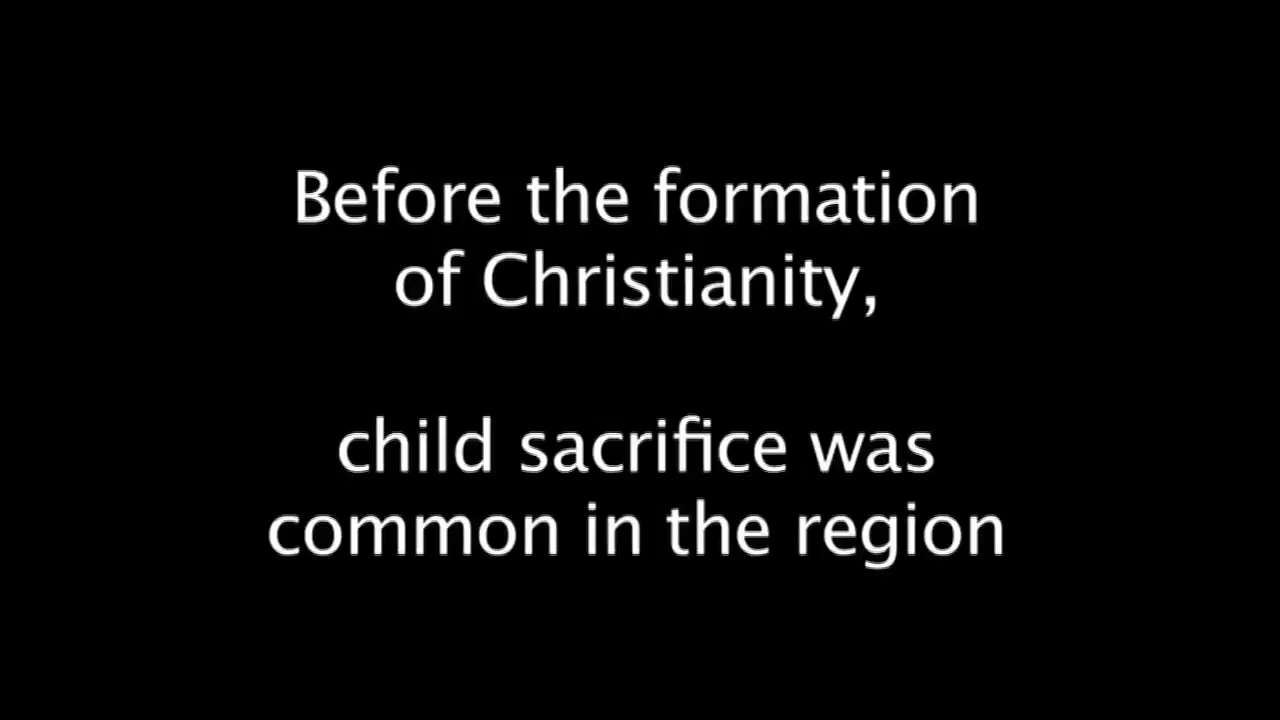 Before the formation
of Christianity,
child sacrifice was
common in the region